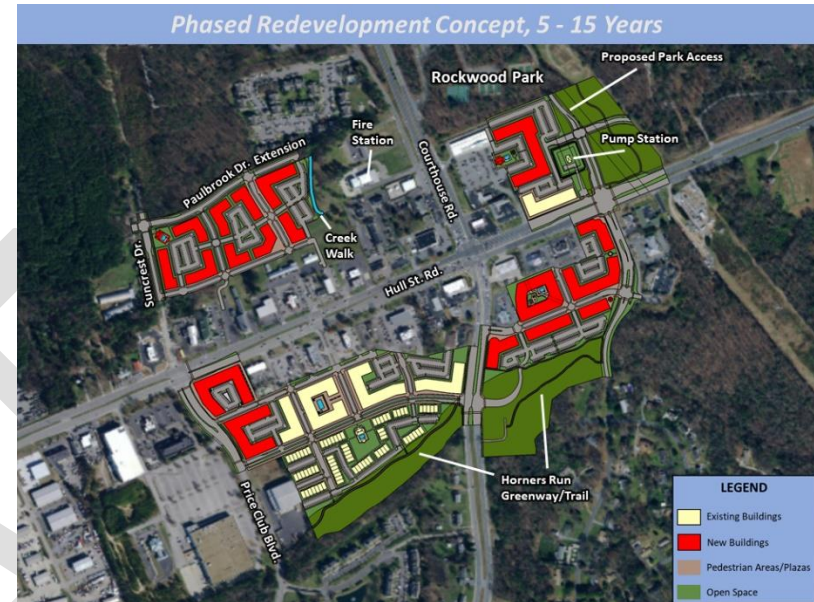 Phased Redevelopment Concept, 5 - 15 Years
Proposed Park Access
Rockwood Park
Fire
Station
Pump Station
Paulbrook Dr. Extension
Courthouse Rd.
Creek
Walk
Suncrest Dr.
Hull St. Rd.
Horners Run
Greenway/Trail
Price Club Blvd.
LEGEND
Existing Buildings
New Buildings
Pedestrian Areas/Plazas
Open Space